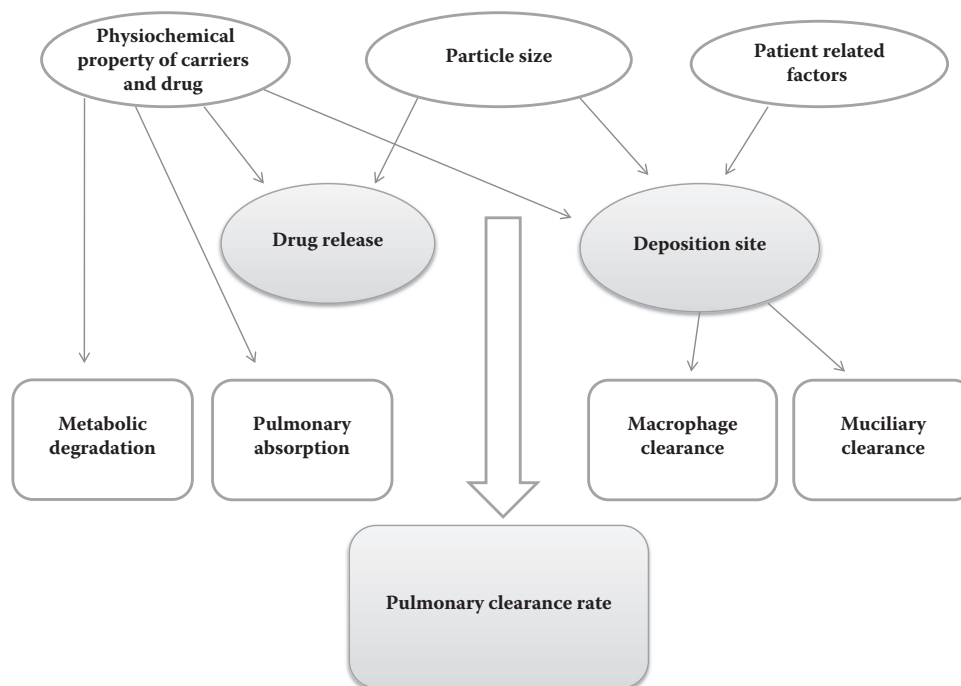 Physiochemical
property of carriers
and drug
Particle size
Patient related
factors
Drug release
Deposition site
Metabolic
degradation
Pulmonary
absorption
Macrophage
clearance
Muciliary
clearance
Pulmonary clearance rate